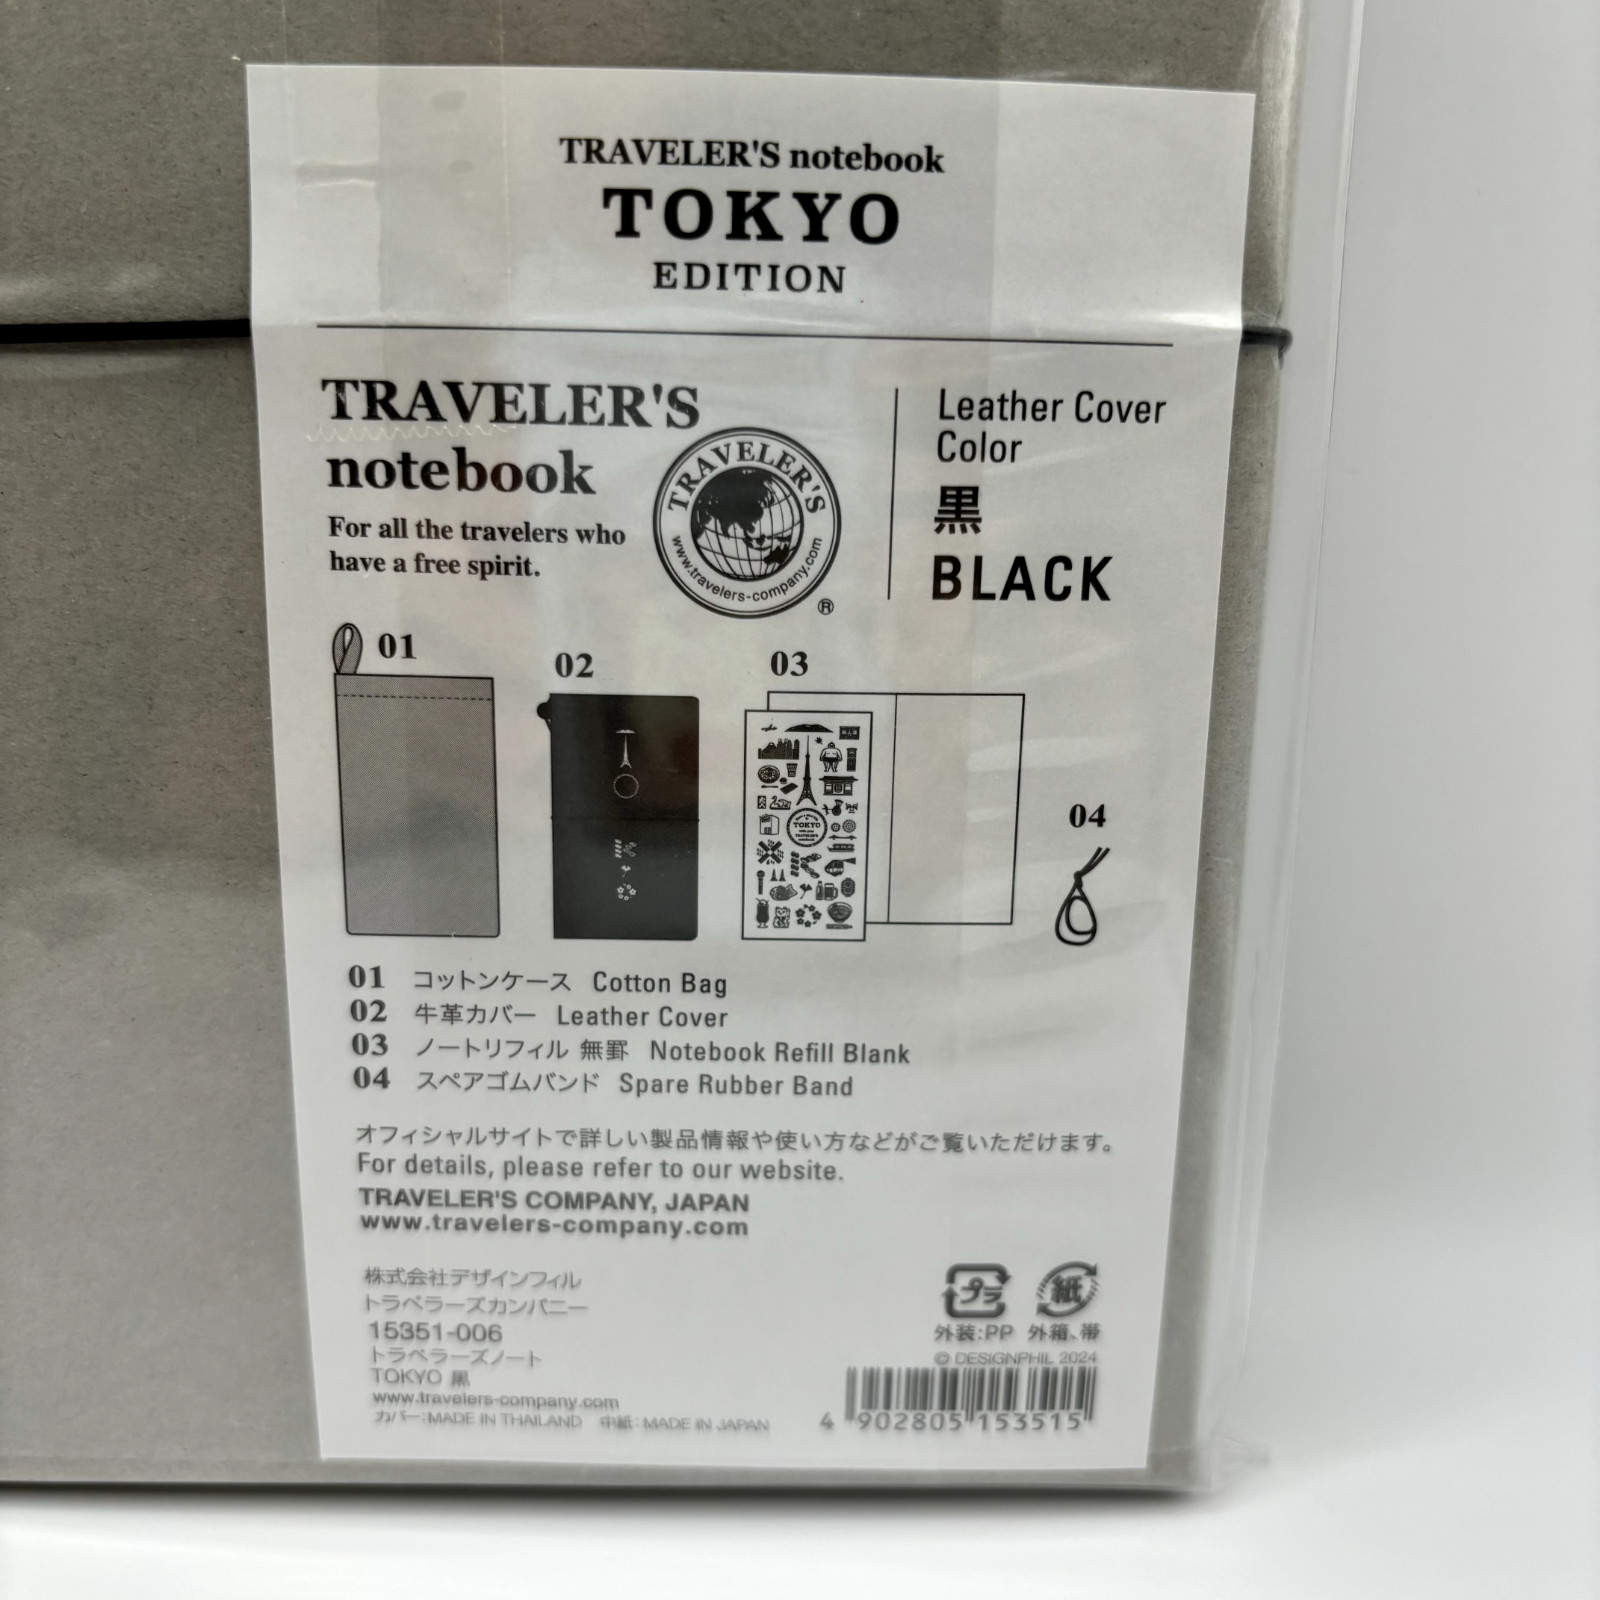 TRAVELER'S notebook
TOKYO
EDITION
TRAVELER'S
notebook
For all the travelers who
have a free spirit.
TRAVELER'S
www.travelers-company.com
®
Leather Cover
Color
黒
BLACK
01
02
03
TOKYO
04
01 コットンケース Cotton Bag
02 牛革カバー Leather Cover
03 ノートリフィル 無罫 Notebook Refill Blank
04 スペアゴムバンド Spare Rubber Band
オフィシャルサイトで詳しい製品情報や使い方などがご覧いただけます。
For details, please refer to our website.
TRAVELER'S COMPANY, JAPAN
www.travelers-company.com
株式会社デザインフィル
トラベラーズカンパニー
15351-006
トラベラーズノート
TOKYO 黒
www.travelers-company.com
カバー:MADE IN THAILAND 中紙:MADE IN JAPAN
プラ 紙
外装:PP 外箱、帯
© DESIGNPHIL 2024
4 902805 153515